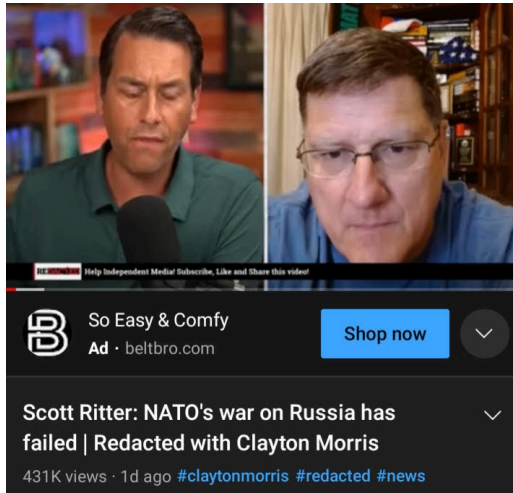 REDACTED Help Independent Media! Subscribe, Like and Share this video!
B
So Easy & Comfy
Ad · beltbro.com
Shop now
Scott Ritter: NATO's war on Russia has
failed | Redacted with Clayton Morris
431K views · 1d ago #claytonmorris #redacted #news